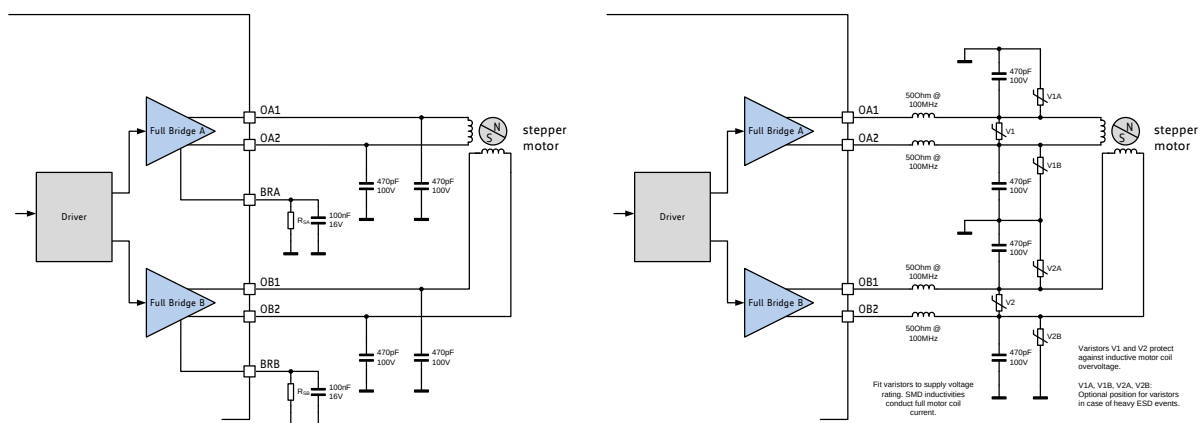 OA1
OA2
Full Bridge A
N
S
stepper
motor
470pF
100V
470pF
100V
BRA
RSA
100nF
16V
Driver
OB1
OB2
Full Bridge B
470pF
100V
470pF
100V
BRB
RSB
100nF
16V
470pF
100V
V1A
50Ohm @
100MHz
OA1
OA2
Full Bridge A
V1
N
S
stepper
motor
50Ohm @
100MHz
V1B
470pF
100V
Driver
470pF
100V
50Ohm @
100MHz
V2A
OB1
OB2
Full Bridge B
V2
50Ohm @
100MHz
V2B
470pF
100V
Fit varistors to supply voltage
rating. SMD inductivities
conduct full motor coil
current.
Varistors V1 and V2 protect
against inductive motor coil
overvoltage.
V1A, V1B, V2A, V2B:
Optional position for varistors
in case of heavy ESD events.